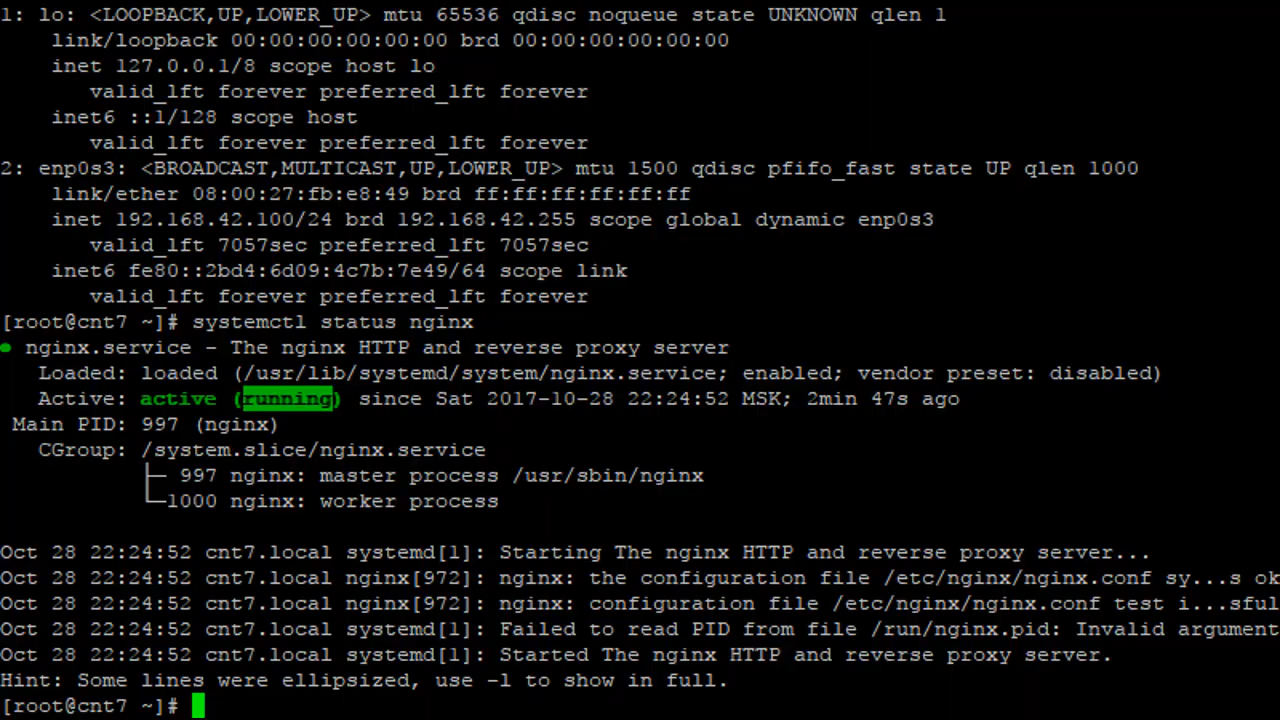 1: lo: <LOOPBACK,UP,LOWER_UP> mtu 65536 qdisc noqueue state UNKNOWN qlen 1
    link/loopback 00:00:00:00:00:00 brd 00:00:00:00:00:00
    inet 127.0.0.1/8 scope host lo
       valid_lft forever preferred_lft forever
    inet6 ::1/128 scope host
       valid_lft forever preferred_lft forever
2: enp0s3: <BROADCAST,MULTICAST,UP,LOWER_UP> mtu 1500 qdisc pfifo_fast state UP qlen 1000
    link/ether 08:00:27:fb:e8:49 brd ff:ff:ff:ff:ff:ff
    inet 192.168.42.100/24 brd 192.168.42.255 scope global dynamic enp0s3
       valid_lft 7057sec preferred_lft 7057sec
    inet6 fe80::2bd4:6d09:4c7b:7e49/64 scope link
       valid_lft forever preferred_lft forever
[root@cnt7 ~]# systemctl status nginx
● nginx.service - The nginx HTTP and reverse proxy server
   Loaded: loaded (/usr/lib/systemd/system/nginx.service; enabled; vendor preset: disabled)
   Active: active (running) since Sat 2017-10-28 22:24:52 MSK; 2min 47s ago
 Main PID: 997 (nginx)
   CGroup: /system.slice/nginx.service
           ├─ 997 nginx: master process /usr/sbin/nginx
           └─1000 nginx: worker process
Oct 28 22:24:52 cnt7.local systemd[1]: Starting The nginx HTTP and reverse proxy server...
Oct 28 22:24:52 cnt7.local nginx[972]: nginx: the configuration file /etc/nginx/nginx.conf sy...s ok
Oct 28 22:24:52 cnt7.local nginx[972]: nginx: configuration file /etc/nginx/nginx.conf test i...sful
Oct 28 22:24:52 cnt7.local systemd[1]: Failed to read PID from file /run/nginx.pid: Invalid argument
Oct 28 22:24:52 cnt7.local systemd[1]: Started The nginx HTTP and reverse proxy server.
Hint: Some lines were ellipsized, use -l to show in full.
[root@cnt7 ~]#